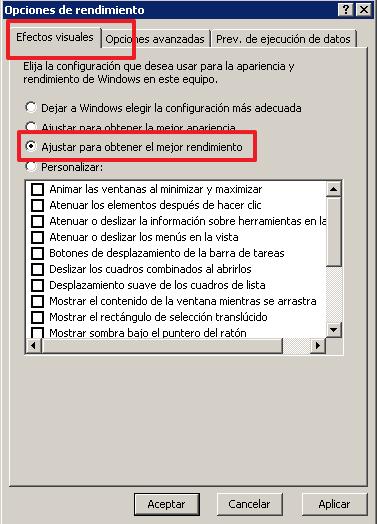 Opciones de rendimiento
Efectos visuales
Opciones avanzadas
Prev. de ejecución de datos
Elija la configuración que desea usar para la apariencia y
rendimiento de Windows en este equipo.
Dejar a Windows elegir la configuración más adecuada
Ajustar para obtener la mejor apariencia
Ajustar para obtener el mejor rendimiento
Personalizar:
Animar las ventanas al minimizar y maximizar
Atenuar los elementos después de hacer clic
Atenuar o deslizar la información sobre herramientas en la
Atenuar o deslizar los menús en la vista
Botones de desplazamiento de la barra de tareas
Deslizar los cuadros combinados al abrirlos
Desplazamiento suave de los cuadros de lista
Mostrar el contenido de la ventana mientras se arrastra
Mostrar el rectángulo de selección translúcido
Mostrar sombra bajo el puntero del ratón
Aceptar
Cancelar
Aplicar